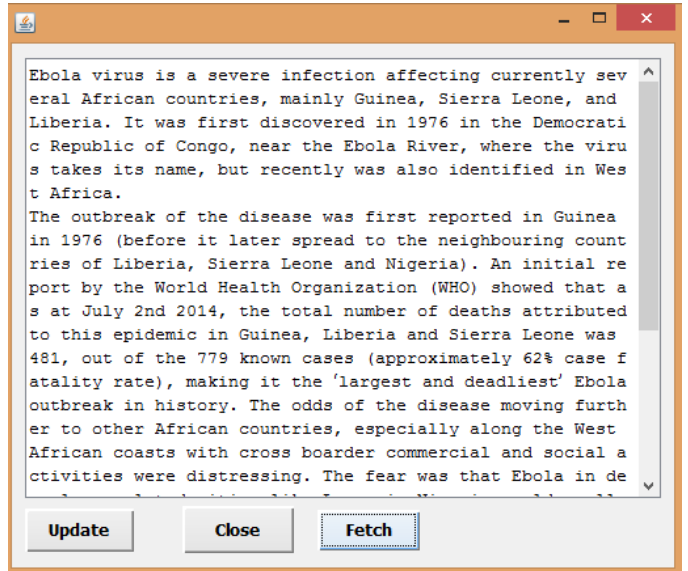 Ebola virus is a severe infection affecting currently sev
eral African countries, mainly Guinea, Sierra Leone, and
Liberia. It was first discovered in 1976 in the Democrati
c Republic of Congo, near the Ebola River, where the viru
s takes its name, but recently was also identified in Wes
t Africa.
The outbreak of the disease was first reported in Guinea
in 1976 (before it later spread to the neighbouring count
ries of Liberia, Sierra Leone and Nigeria). An initial re
port by the World Health Organization (WHO) showed that a
s at July 2nd 2014, the total number of deaths attributed
to this epidemic in Guinea, Liberia and Sierra Leone was
481, out of the 779 known cases (approximately 62% case f
atality rate), making it the ‘largest and deadliest’ Ebola
outbreak in history. The odds of the disease moving furth
er to other African countries, especially along the West
African coasts with cross boarder commercial and social a
ctivities were distressing. The fear was that Ebola in de
Update Close Fetch